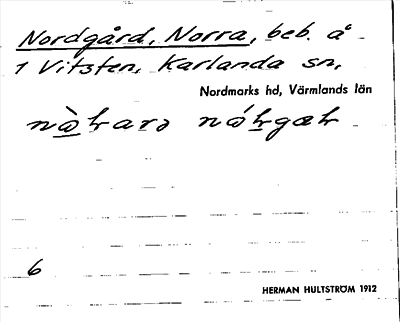 Nordgård, Norra, beb. å
1 Vitsten, Karlanda sn,
Nordmarks hd, Värmlands län
6
HERMAN HULTSTRÖM 1912